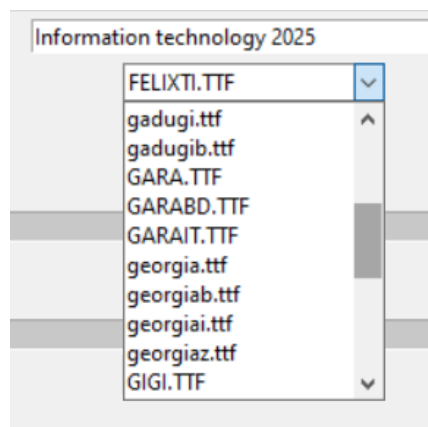 Information technology 2025
FELIXTI.TTF
gadugi.ttf
gadugib.ttf
GARA.TTF
GARABD.TTF
GARAIT.TTF
georgia.ttf
georgiab.ttf
georgiai.ttf
georgiaz.ttf
GIGI.TTF